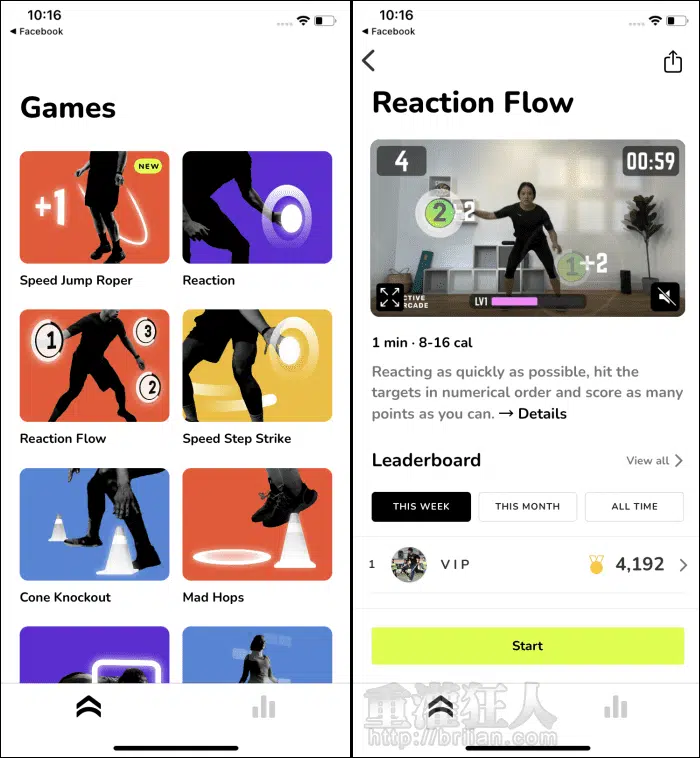 10:16
◀ Facebook
Games
NEW
+1
Speed Jump Roper
Reaction
1
3
2
Reaction Flow
Speed Step Strike
Cone Knockout
Mad Hops
10:16
◀ Facebook
Reaction Flow
4
00:59
2
+2
1
+2
CTIVE
RCADE
LV1
1 min · 8-16 cal
Reacting as quickly as possible, hit the
targets in numerical order and score as many
points as you can. → Details
Leaderboard
View all
THIS WEEK
THIS MONTH
ALL TIME
1
V I P
4,192
Start
重灌狂人
http://briian.com